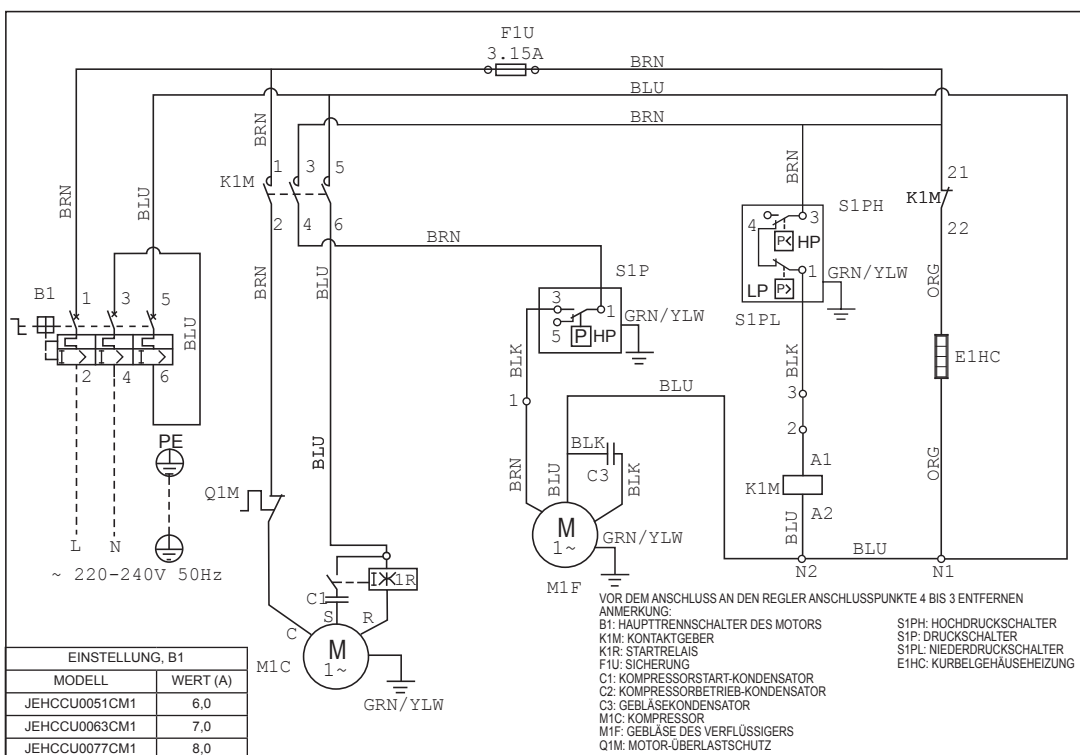 F1U
3.15A
BRN
BLU
BRN
BRN
BLU
BRN
BRN
K1M
1
3
5
2
4
6
BRN
BRN
BLU
B1
1
3
5
BLU
2
4
6
PE
L
N
~ 220-240V 50Hz
S1P
3
1
5
P
HP
GRN/YLW
BLK
1
S1PH
4
3
P<
HP
LP
P>
1
GRN/YLW
S1PL
21
K1M
22
ORG
E1HC
ORG
BLK
3
2
A1
K1M
A2
BLU
BLU
BLU
N2
N1
BRN
BLU
BLK
C3
BLK
M
1~
GRN/YLW
M1F
BLU
Q1M
1R
C1
S
R
C
M
1~
M1C
GRN/YLW
EINSTELLUNG, B1
MODELL WERT (A)
JEHCCU0051CM1 6,0
JEHCCU0063CM1 7,0
JEHCCU0077CM1 8,0
VOR DEM ANSCHLUSS AN DEN REGLER ANSCHLUSSPUNKTE 4 BIS 3 ENTFERNEN
ANMERKUNG:
B1: HAUPTTRENNSCHALTER DES MOTORS
K1M: KONTAKTGEBER
K1R: STARTRELAIS
F1U: SICHERUNG
C1: KOMPRESSORSTART-KONDENSATOR
C2: KOMPRESSORBETRIEB-KONDENSATOR
C3: GEBLÄSEKONDENSATOR
M1C: KOMPRESSOR
M1F: GEBLÄSE DES VERFLÜSSIGERS
Q1M: MOTOR-ÜBERLASTSCHUTZ
S1PH: HOCHDRUCKSCHALTER
S1P: DRUCKSCHALTER
S1PL: NIEDERDRUCKSCHALTER
E1HC: KURBELGEHÄUSEHEIZUNG